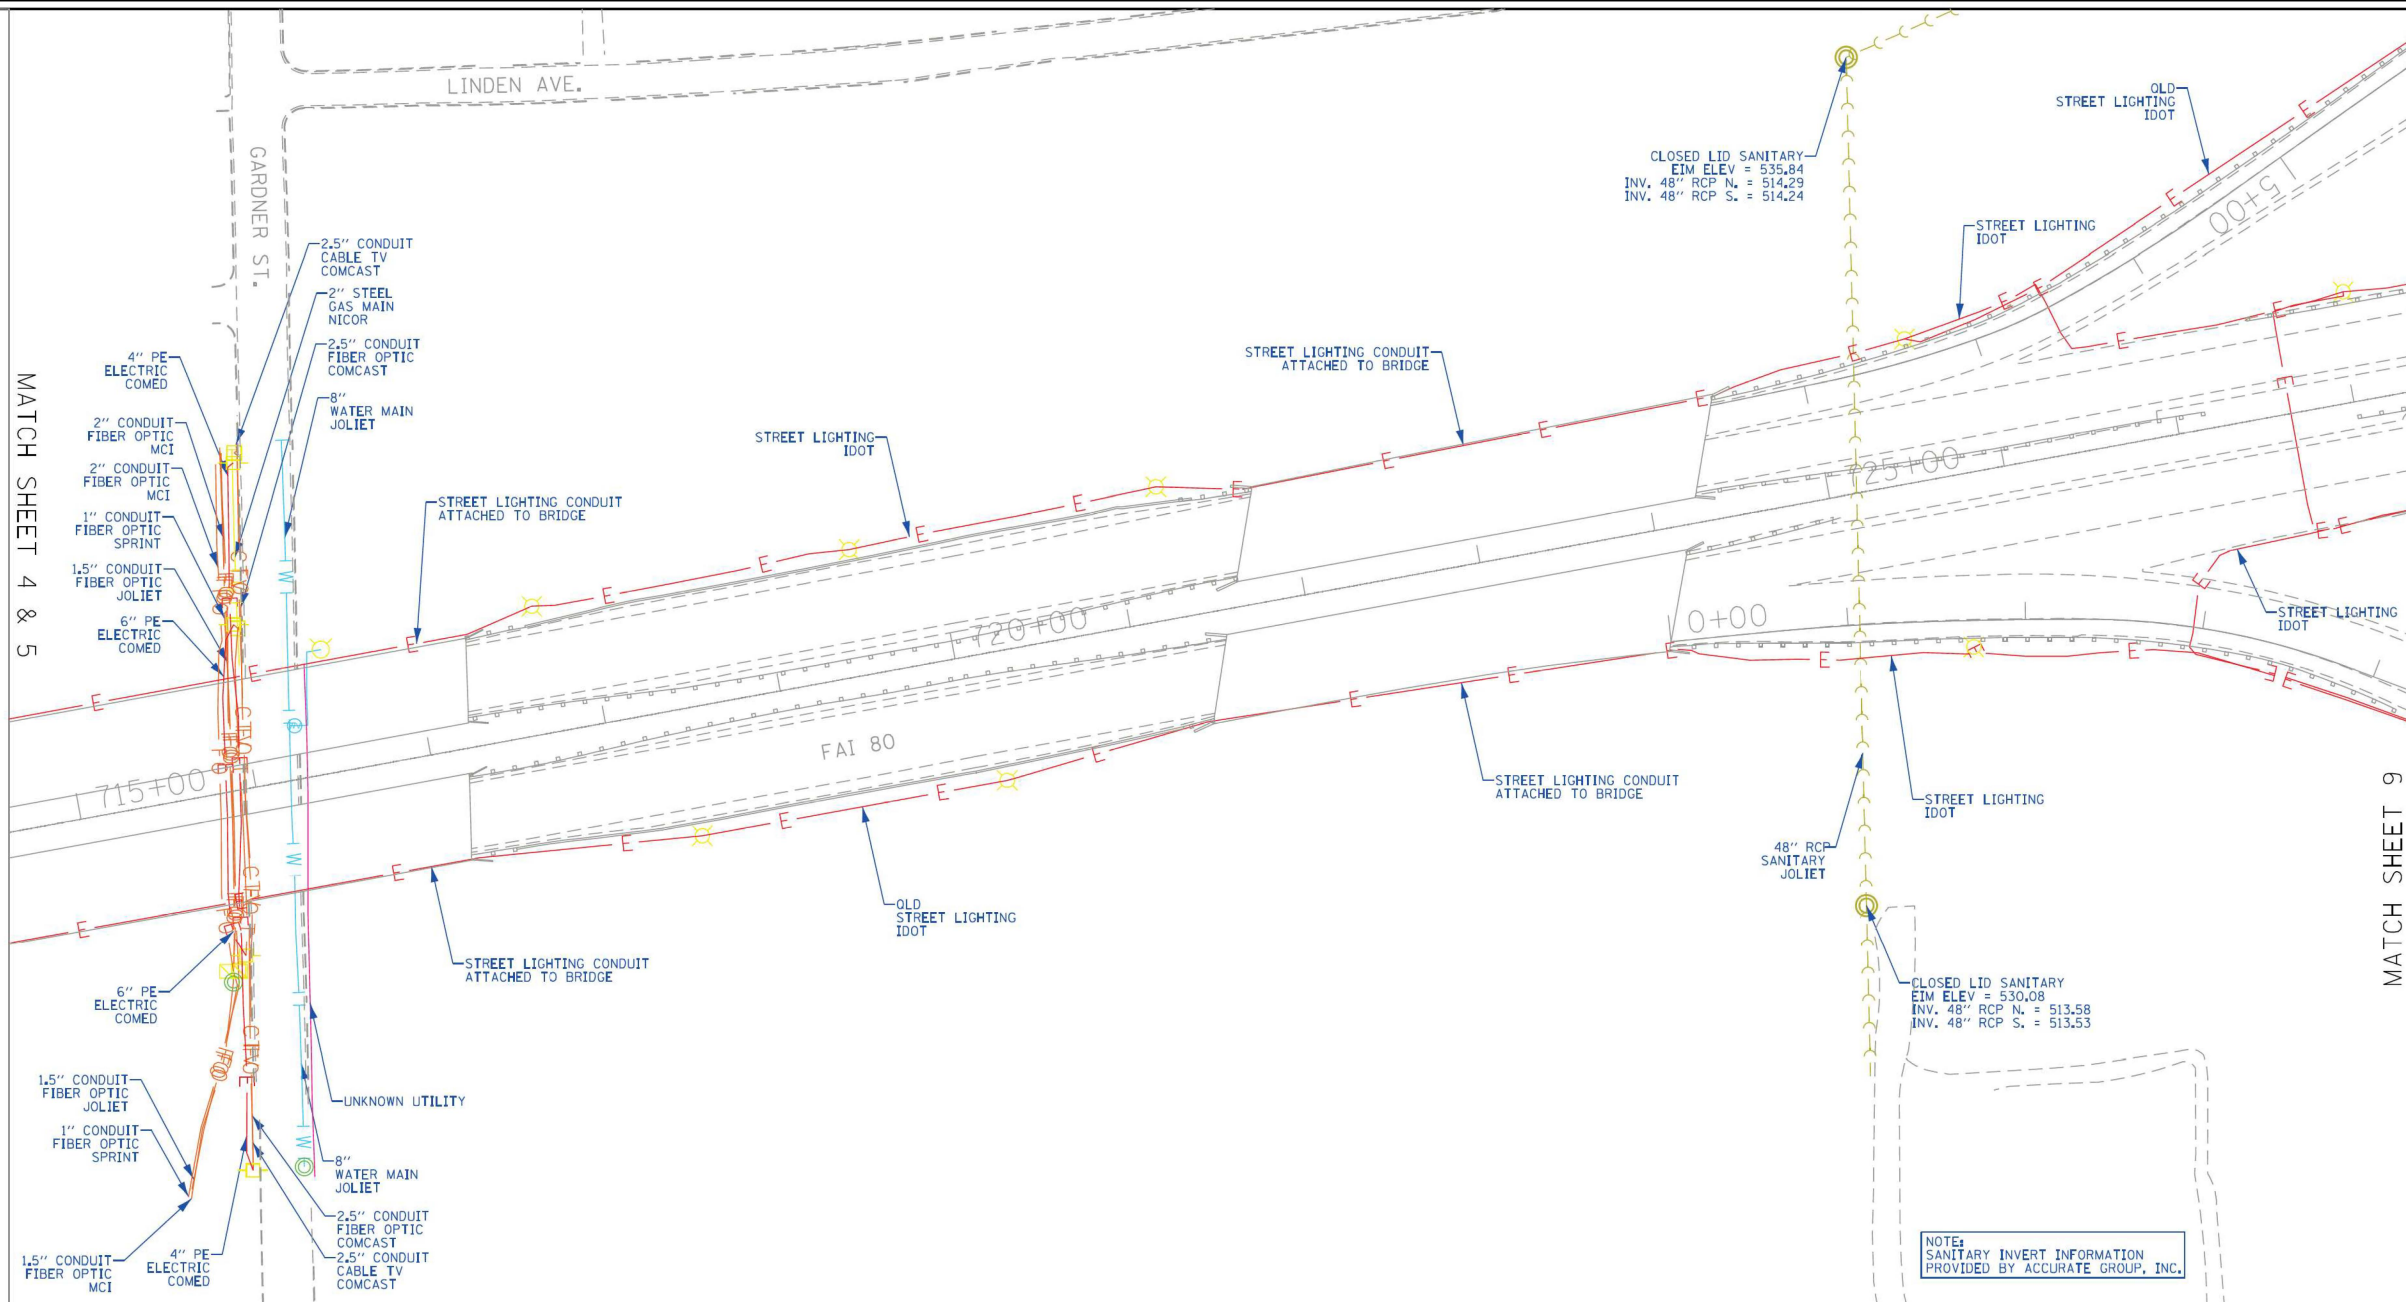 LINDEN AVE.
GARDNER ST.
MATCH SHEET 4 & 5
MATCH SHEET 9
2.5" CONDUIT
CABLE TV
COMCAST
2" STEEL
GAS MAIN
NICOR
2.5" CONDUIT
FIBER OPTIC
COMCAST
8"
WATER MAIN
JOLIET
4" PE
ELECTRIC
COMED
2" CONDUIT
FIBER OPTIC
MCI
2" CONDUIT
FIBER OPTIC
MCI
1" CONDUIT
FIBER OPTIC
SPRINT
1.5" CONDUIT
FIBER OPTIC
JOLIET
6" PE
ELECTRIC
COMED
STREET LIGHTING CONDUIT
ATTACHED TO BRIDGE
STREET LIGHTING
IDOT
STREET LIGHTING CONDUIT
ATTACHED TO BRIDGE
CLOSED LID SANITARY
EIM ELEV = 535.84
INV. 48" RCP N. = 514.29
INV. 48" RCP S. = 514.24
QLD
STREET LIGHTING
IDOT
STREET LIGHTING
IDOT
5+00
725+00
720+00
715+00
0+00
FAI 80
STREET LIGHTING
IDOT
STREET LIGHTING CONDUIT
ATTACHED TO BRIDGE
STREET LIGHTING
IDOT
48" RCP
SANITARY
JOLIET
QLD
STREET LIGHTING
IDOT
STREET LIGHTING CONDUIT
ATTACHED TO BRIDGE
CLOSED LID SANITARY
EIM ELEV = 530.08
INV. 48" RCP N. = 513.58
INV. 48" RCP S. = 513.53
6" PE
ELECTRIC
COMED
1.5" CONDUIT
FIBER OPTIC
JOLIET
1" CONDUIT
FIBER OPTIC
SPRINT
1.5" CONDUIT
FIBER OPTIC
MCI
4" PE
ELECTRIC
COMED
UNKNOWN UTILITY
8"
WATER MAIN
JOLIET
2.5" CONDUIT
FIBER OPTIC
COMCAST
2.5" CONDUIT
CABLE TV
COMCAST
NOTE:
SANITARY INVERT INFORMATION
PROVIDED BY ACCURATE GROUP, INC.